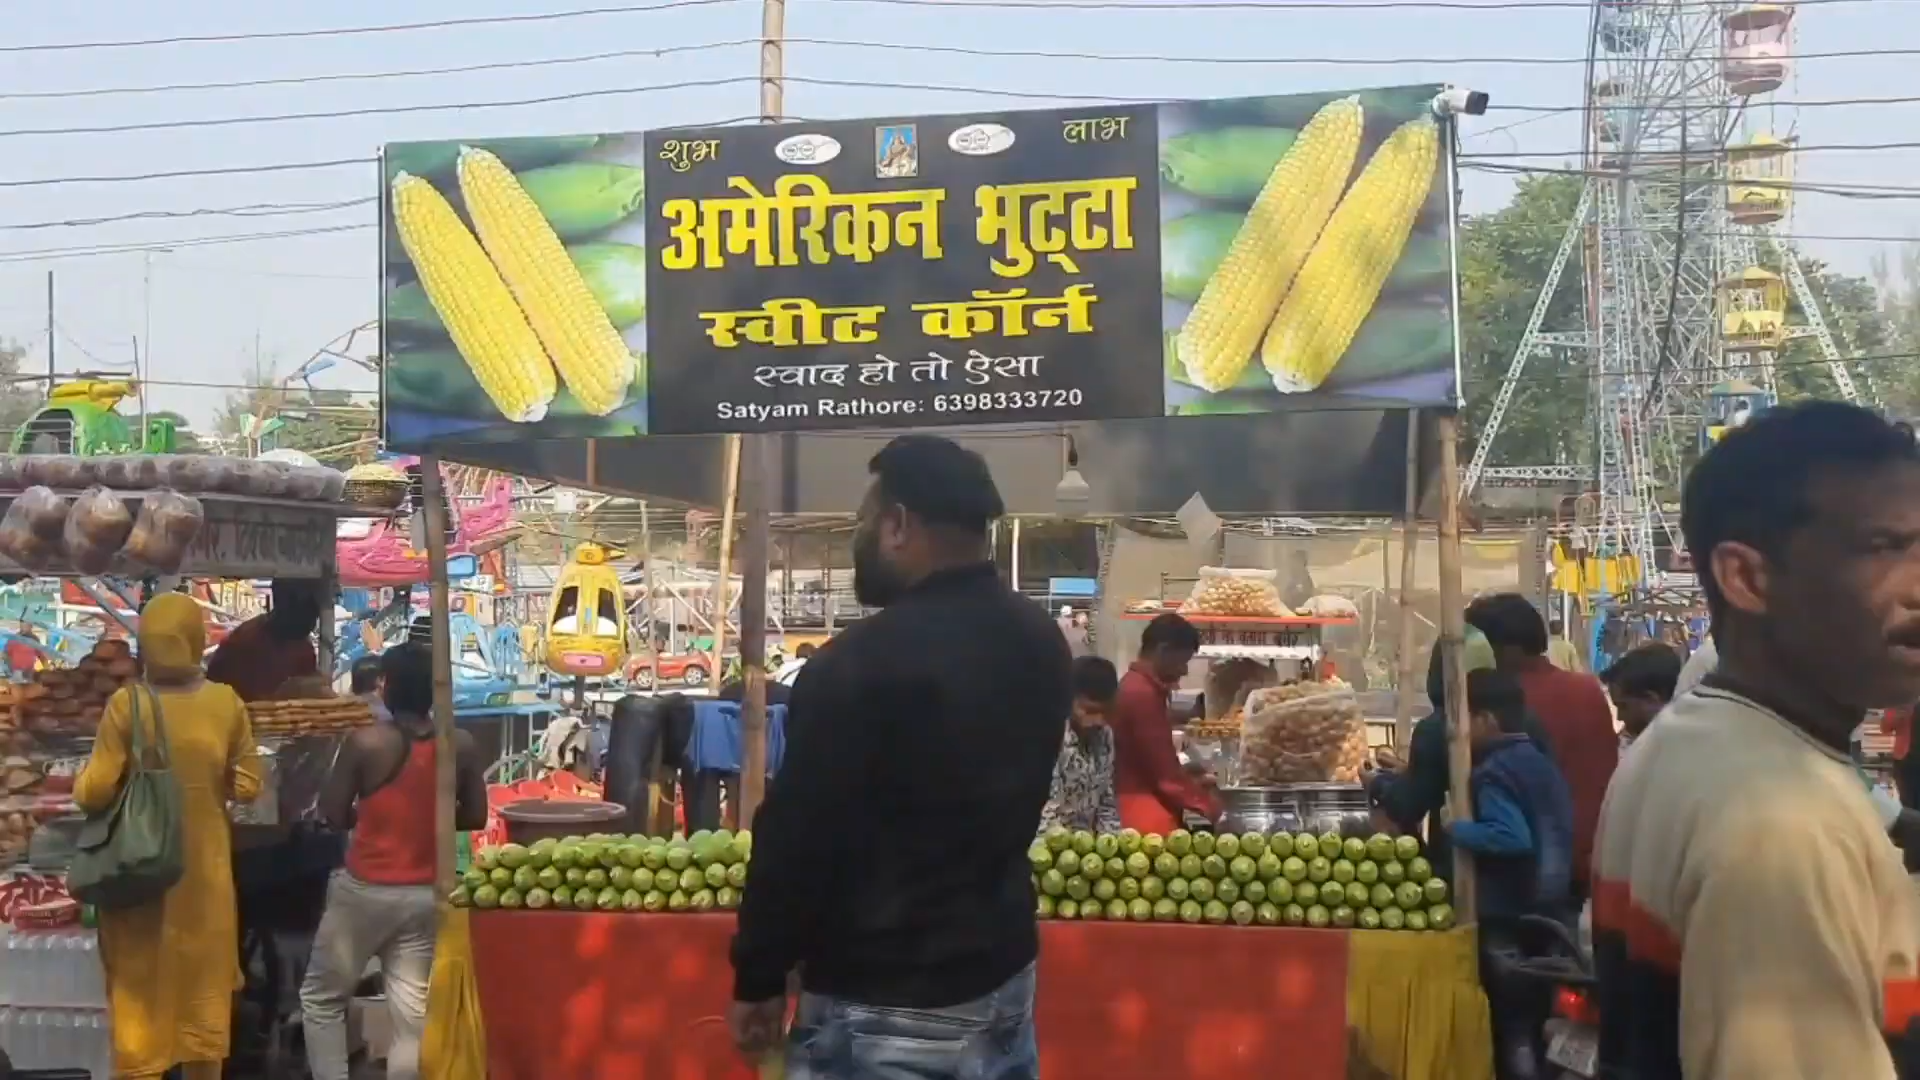 शुभ
लाभ
अमेरिकन भुट्टा
स्वीट कॉर्न
स्वाद हो तो ऐसा
Satyam Rathore: 6398333720